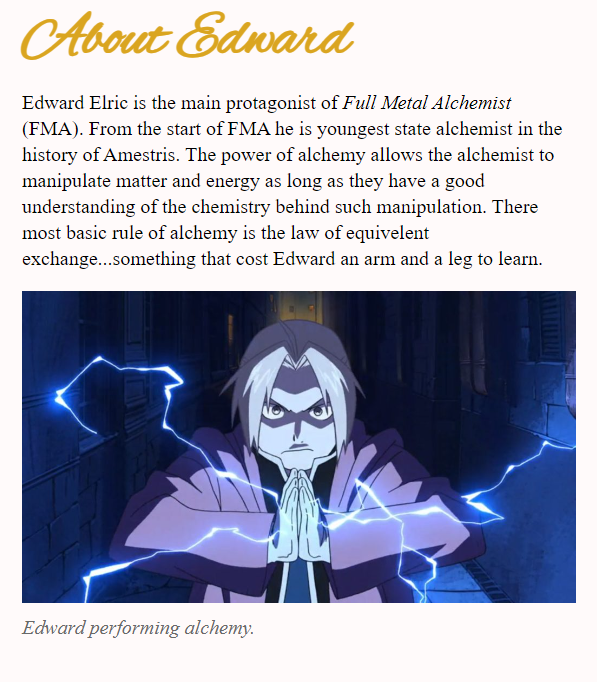 About Edward
Edward Elric is the main protagonist of Full Metal Alchemist
(FMA). From the start of FMA he is youngest state alchemist in the
history of Amestris. The power of alchemy allows the alchemist to
manipulate matter and energy as long as they have a good
understanding of the chemistry behind such manipulation. There
most basic rule of alchemy is the law of equivelent
exchange...something that cost Edward an arm and a leg to learn.
Edward performing alchemy.